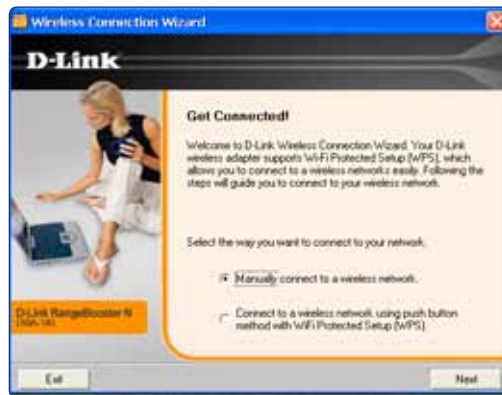 Wireless Connection Wizard
D-Link
Get Connected!
Welcome to D-Link Wireless Connection Wizard. Your D-Link
wireless adapter supports Wi-Fi Protected Setup (WPS), which
allows you to connect to a wireless networks easily. Following the
steps will guide you to connect to your wireless network.
Select the way you want to connect to your network.
Manually connect to a wireless network.
Connect to a wireless network using push button
method with WiFi Protected Setup (WPS)
D-Link RangeBooster N
Exit
Next